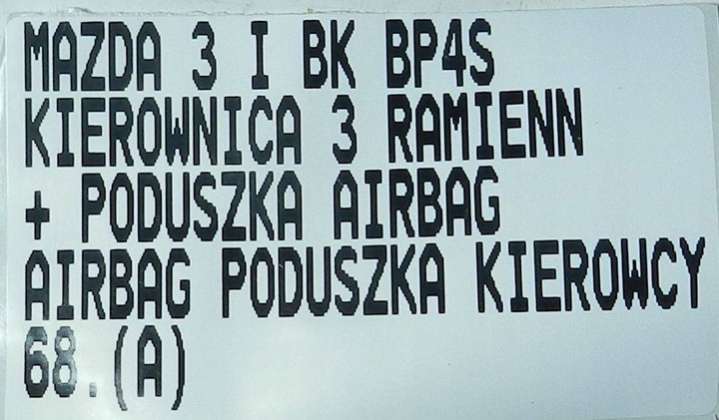 MAZDA 3 I BK BP4S
KIEROWNICA 3 RAMIENN
+ PODUSZKA AIRBAG
AIRBAG PODUSZKA KIEROWCY
68.(A)